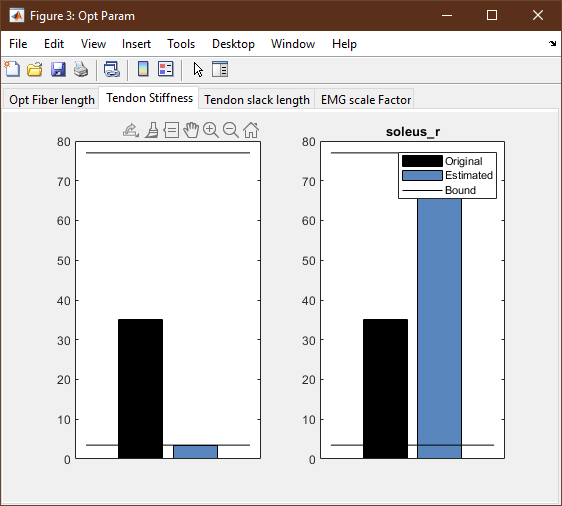 Figure 3: Opt Param
File Edit View Insert Tools Desktop Window Help
Opt Fiber length Tendon Stiffness Tendon slack length EMG scale Factor
80
70
60
50
40
30
20
10
0
soleus_r
80
70
60
50
40
30
20
10
0
Original
Estimated
Bound